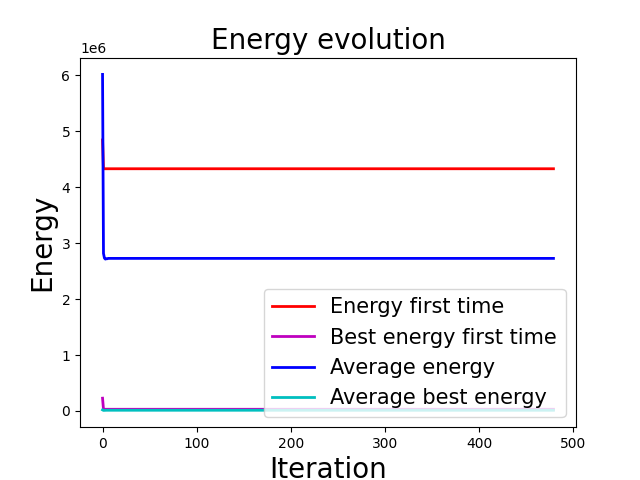 Energy evolution
1e6
6
5
4
3
2
1
0
Energy
Energy first time
Best energy first time
Average energy
Average best energy
0 100 200 300 400 500
Iteration